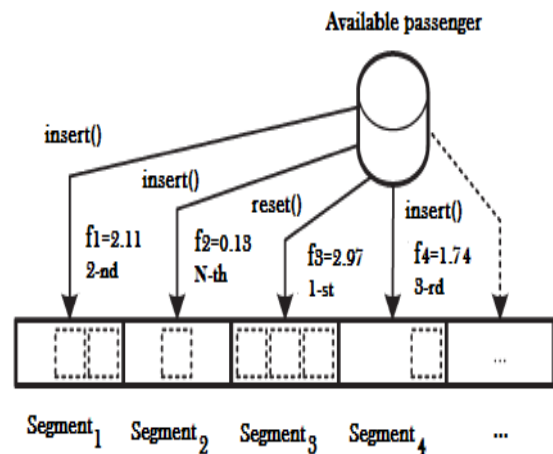 Available passenger
insert()
insert()
reset()
insert()
f1=2.11
2-nd
f2=0.13
N-th
f3=2.97
1-st
f4=1.74
3-rd
...
Segment1
Segment2
Segment3
Segment4
...